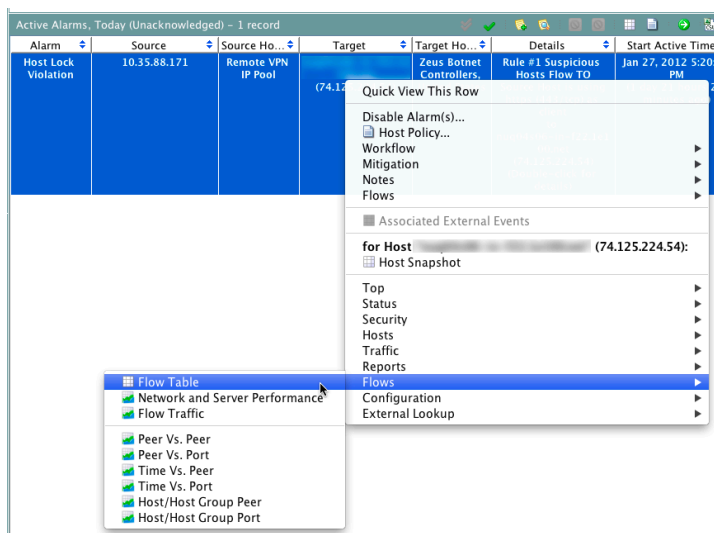 Active Alarms, Today (Unacknowledged) – 1 record
Alarm Source Source Ho... Target Target Ho... Details Start Active Time
Host Lock Violation 10.35.88.171 Remote VPN IP Pool (74.12 Zeus Botnet Controllers, Rule #1 Suspicious Hosts Flow TO Jan 27, 2012 5:20: PM
Quick View This Row
Disable Alarm(s)...
Host Policy...
Workflow
Mitigation
Notes
Flows
Associated External Events
for Host (74.125.224.54):
Host Snapshot
Top
Status
Security
Hosts
Traffic
Reports
Flows
Configuration
External Lookup
Flow Table
Network and Server Performance
Flow Traffic
Peer Vs. Peer
Peer Vs. Port
Time Vs. Peer
Time Vs. Port
Host/Host Group Peer
Host/Host Group Port